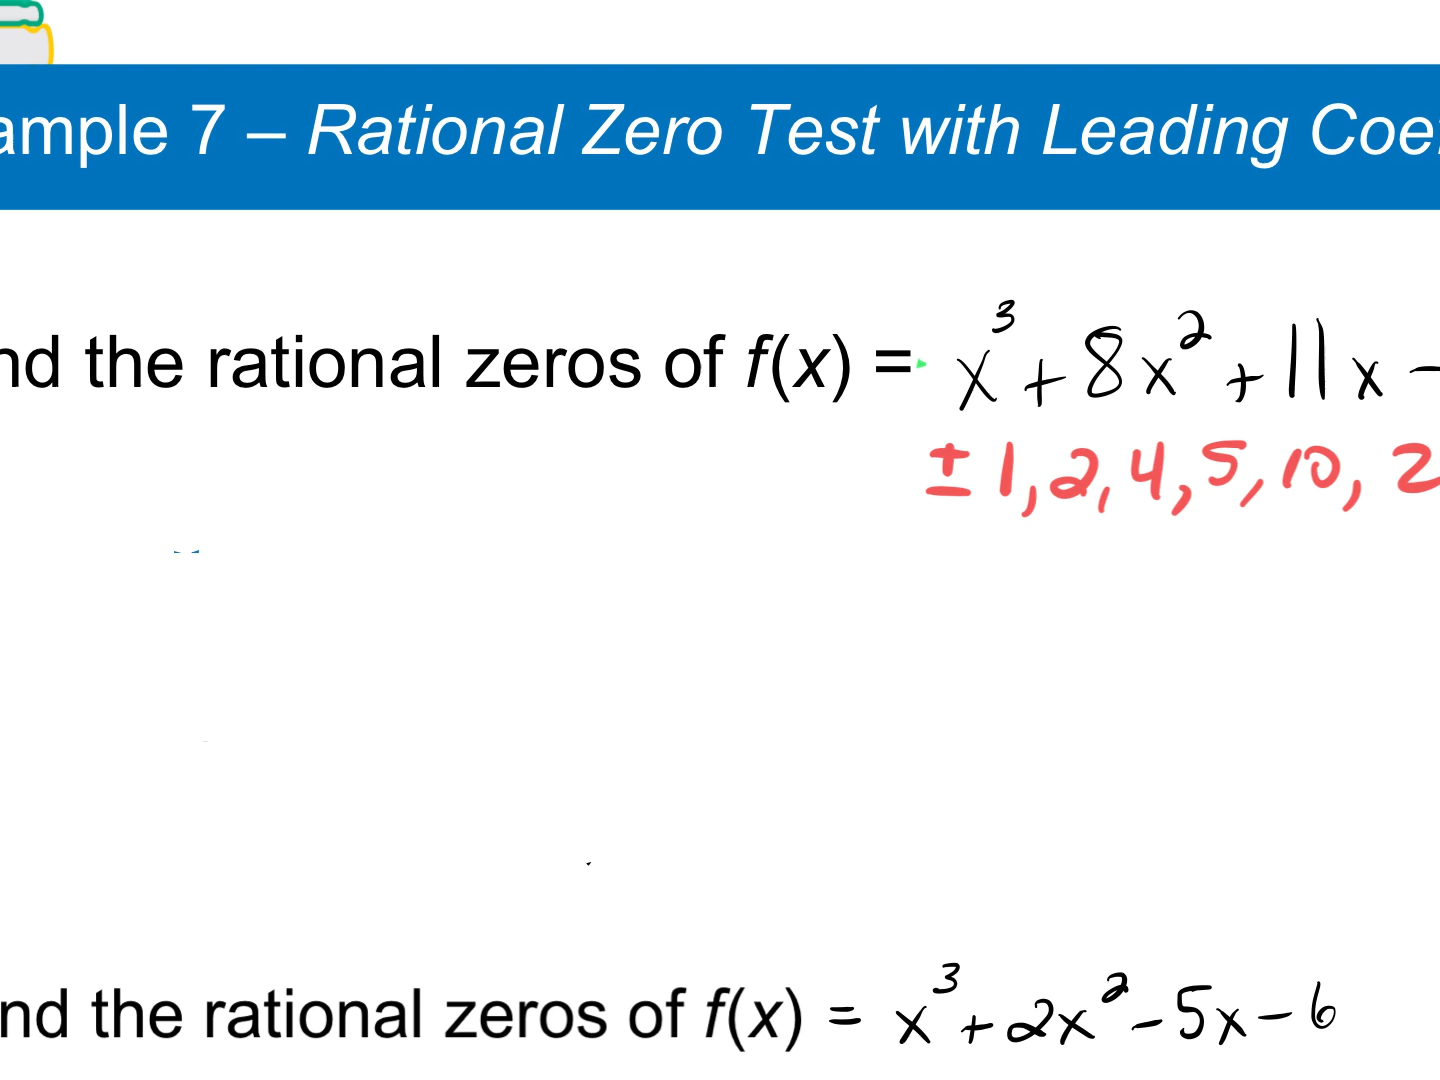 ample 7 – Rational Zero Test with Leading Coe
nd the rational zeros of f(x) = x³ + 8x² + 11x −
± 1, 2, 4, 5, 10, 2
nd the rational zeros of f(x) = x³ + 2x² − 5x − 6